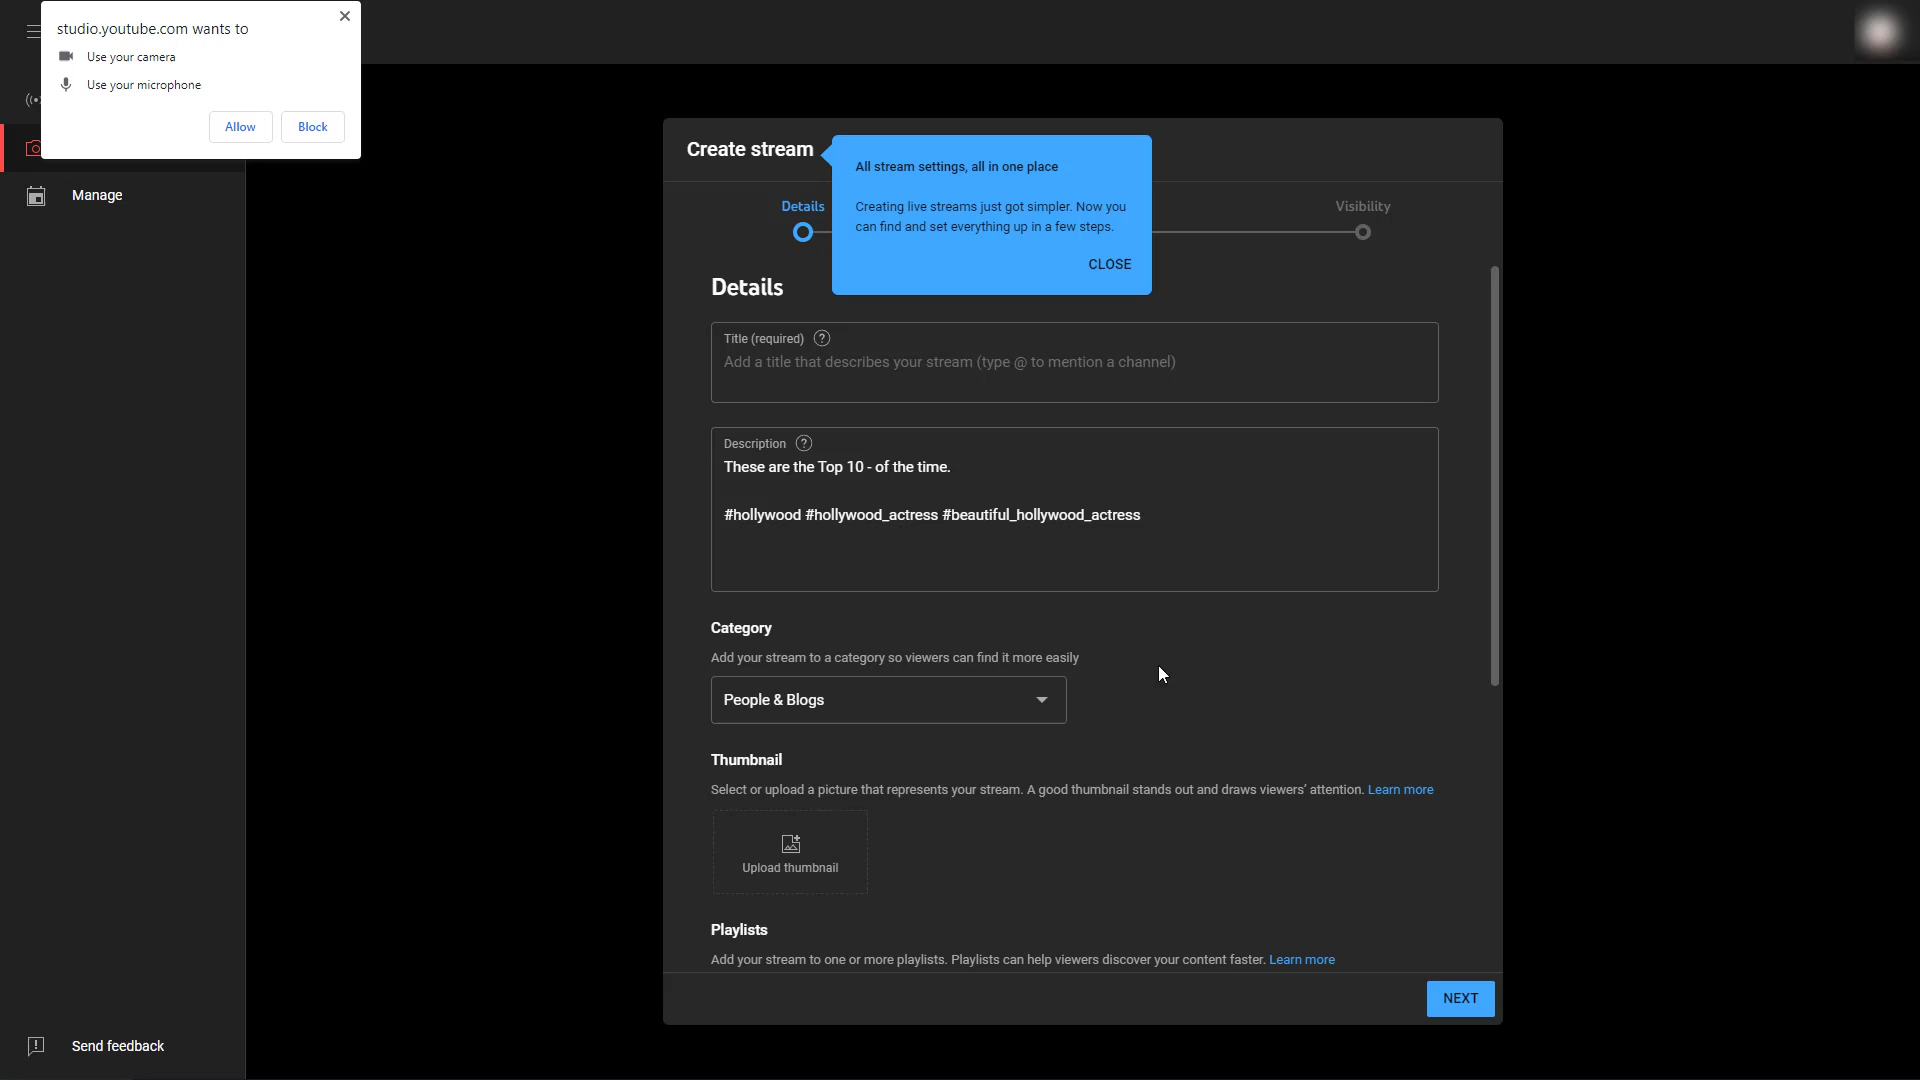 studio.youtube.com wants to
Use your camera
Use your microphone
Allow
Block
Manage
Send feedback
Create stream
All stream settings, all in one place
Creating live streams just got simpler. Now you
can find and set everything up in a few steps.
CLOSE
Details
Visibility
Details
Title (required)
Add a title that describes your stream (type @ to mention a channel)
Description
These are the Top 10 - of the time.
#hollywood #hollywood_actress #beautiful_hollywood_actress
Category
Add your stream to a category so viewers can find it more easily
People & Blogs
Thumbnail
Select or upload a picture that represents your stream. A good thumbnail stands out and draws viewers' attention. Learn more
Upload thumbnail
Playlists
Add your stream to one or more playlists. Playlists can help viewers discover your content faster. Learn more
NEXT